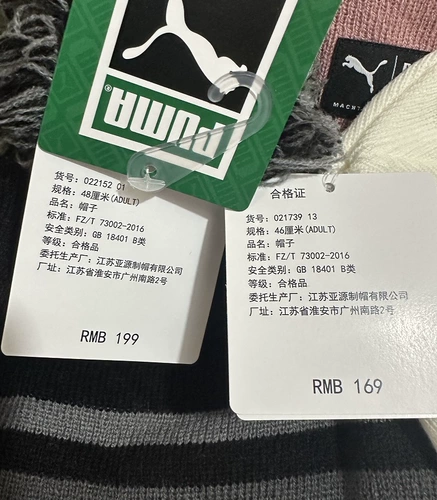 PUMA®
货号: 022152 01
规格: 48厘米(ADULT)
品名: 帽子
标准: FZ/T 73002-2016
安全类别: GB 18401 B类
等级: 合格品
委托生产厂: 江苏亚源制帽有限公司
厂址: 江苏省淮安市广州南路2号
RMB 199
合格证
货号: 021739 13
规格: 46厘米(ADULT)
品名: 帽子
标准: FZ/T 73002-2016
安全类别: GB 18401 B类
等级: 合格品
委托生产厂: 江苏亚源制帽有限公司
厂址: 江苏省淮安市广州南路2号
RMB 169